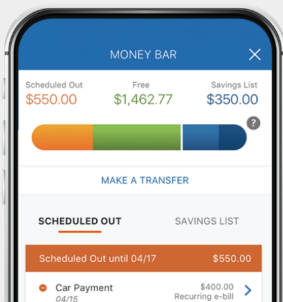 MONEY BAR
Scheduled Out Free Savings List
$550.00 $1,462.77 $350.00
?
MAKE A TRANSFER
SCHEDULED OUT SAVINGS LIST
Scheduled Out until 04/17 $550.00
Car Payment $400.00
04/15 Recurring e-bill